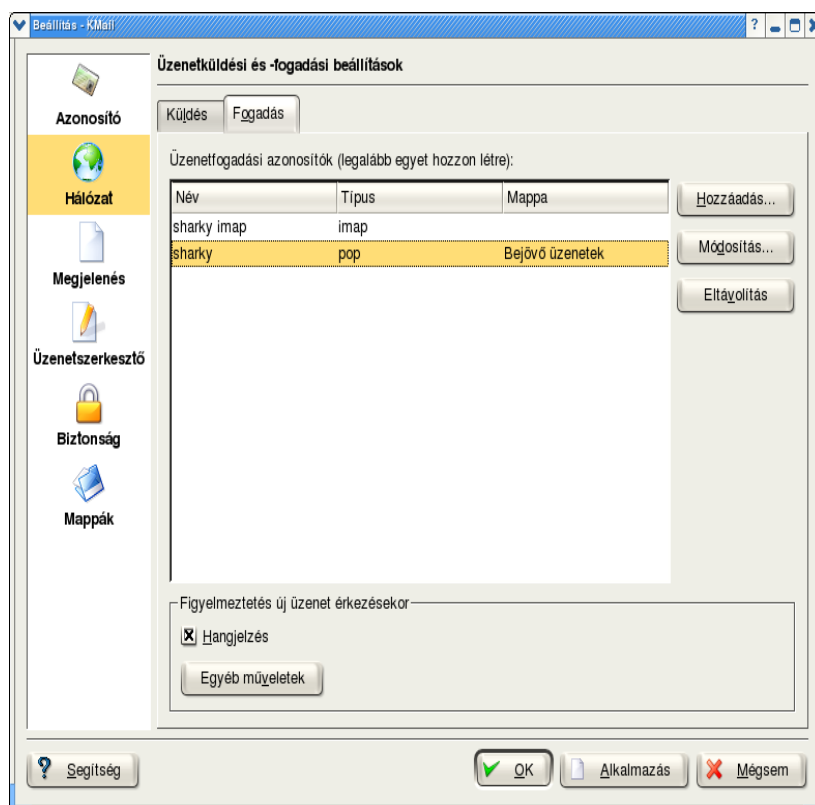 Beállítás - KMail
Azonosító
Hálózat
Megjelenés
Üzenetszerkesztő
Biztonság
Mappák
Üzenetküldési és -fogadási beállítások
Küldés Fogadás
Üzenetfogadási azonosítók (legalább egyet hozzon létre):
Név Típus Mappa
sharky imap imap
sharky pop Bejövő üzenetek
Hozzáadás...
Módosítás...
Eltávolítás
Figyelmeztetés új üzenet érkezésekor
Hangjelzés
Egyéb műveletek
Segítség OK Alkalmazás Mégsem